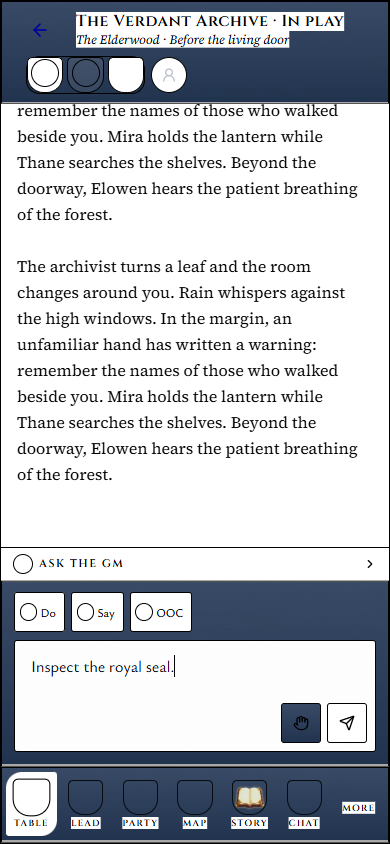 The Verdant Archive · In play
The Elderwood · Before the living door
remember the names of those who walked
beside you. Mira holds the lantern while
Thane searches the shelves. Beyond the
doorway, Elowen hears the patient breathing
of the forest.
The archivist turns a leaf and the room
changes around you. Rain whispers against
the high windows. In the margin, an
unfamiliar hand has written a warning:
remember the names of those who walked
beside you. Mira holds the lantern while
Thane searches the shelves. Beyond the
doorway, Elowen hears the patient breathing
of the forest.
ASK THE GM
Do Say OOC
Inspect the royal seal.
TABLE LEAD PARTY MAP STORY CHAT MORE